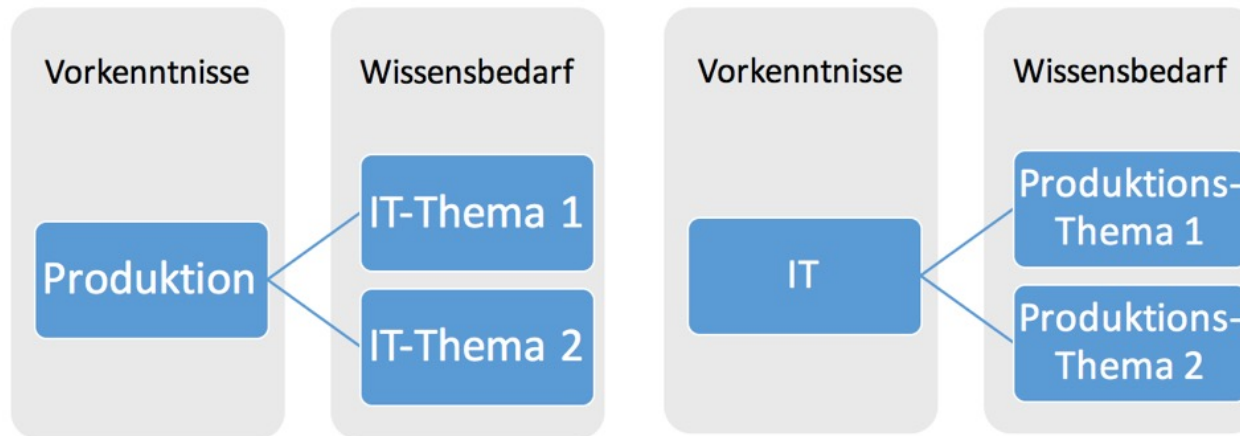 Vorkenntnisse
Wissensbedarf
Produktion
IT-Thema 1
IT-Thema 2
Vorkenntnisse
Wissensbedarf
IT
Produktions-
Thema 1
Produktions-
Thema 2